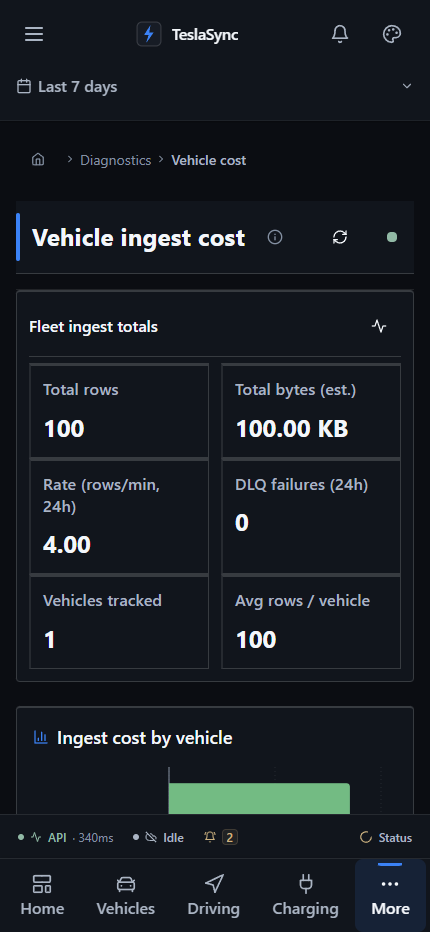 TeslaSync
Last 7 days
Diagnostics
Vehicle cost
Vehicle ingest cost
Fleet ingest totals
Total rows
100
Total bytes (est.)
100.00 KB
Rate (rows/min,
24h)
4.00
DLQ failures (24h)
0
Vehicles tracked
1
Avg rows / vehicle
100
Ingest cost by vehicle
API · 340ms
Idle
2
Status
Home
Vehicles
Driving
Charging
More